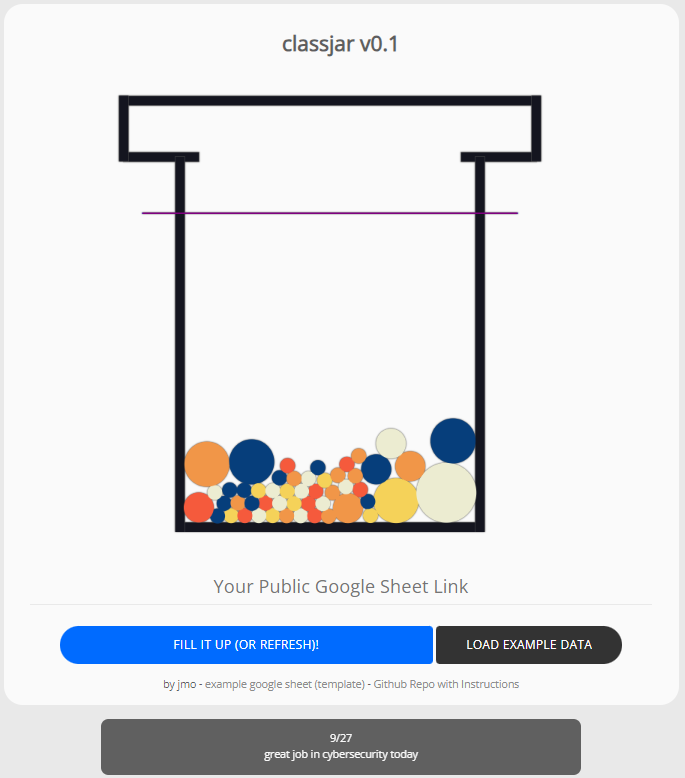 classjar v0.1
Your Public Google Sheet Link
FILL IT UP (OR REFRESH)!
LOAD EXAMPLE DATA
by jmo - example google sheet (template) - Github Repo with Instructions
9/27
great job in cybersecurity today